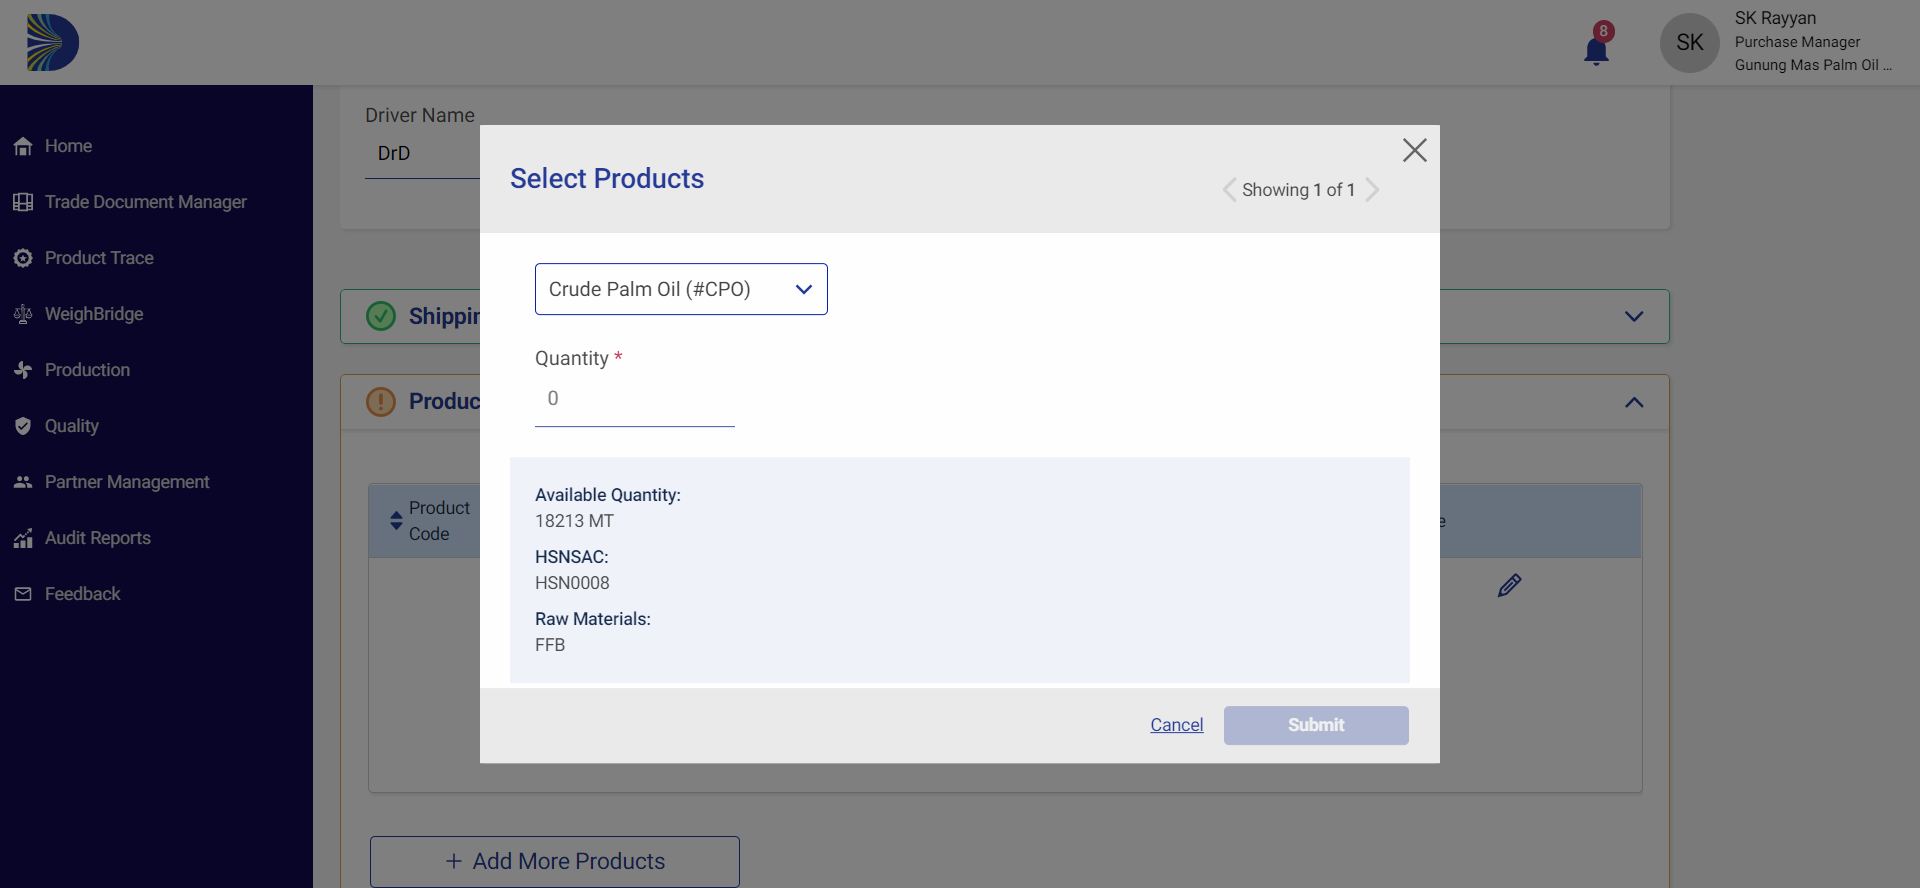 8
SK
SK Rayyan
Purchase Manager
Gunung Mas Palm Oil ...
Home
Trade Document Manager
Product Trace
WeighBridge
Production
Quality
Partner Management
Audit Reports
Feedback
Driver Name
DrD
Select Products
Showing 1 of 1
Crude Palm Oil (#CPO)
Quantity *
0
Available Quantity:
18213 MT
HSNSAC:
HSN0008
Raw Materials:
FFB
Cancel
Submit
Product
Code
+ Add More Products